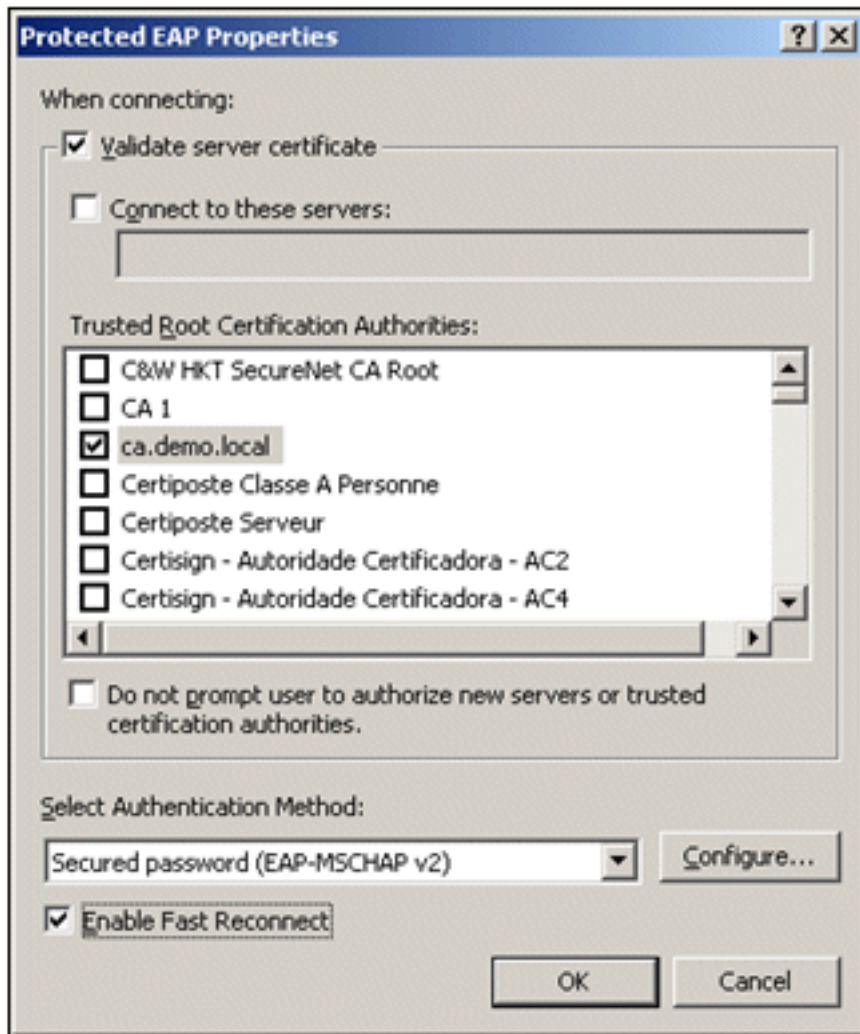 Protected EAP Properties
When connecting:
Validate server certificate
Connect to these servers:
Trusted Root Certification Authorities:
C&W HKT SecureNet CA Root
CA 1
ca.demo.local
Certiposte Classe A Personne
Certiposte Serveur
Certisign - Autoridade Certificadora - AC2
Certisign - Autoridade Certificadora - AC4
Do not prompt user to authorize new servers or trusted
certification authorities.
Select Authentication Method:
Secured password (EAP-MSCHAP v2)
Configure...
Enable Fast Reconnect
OK
Cancel